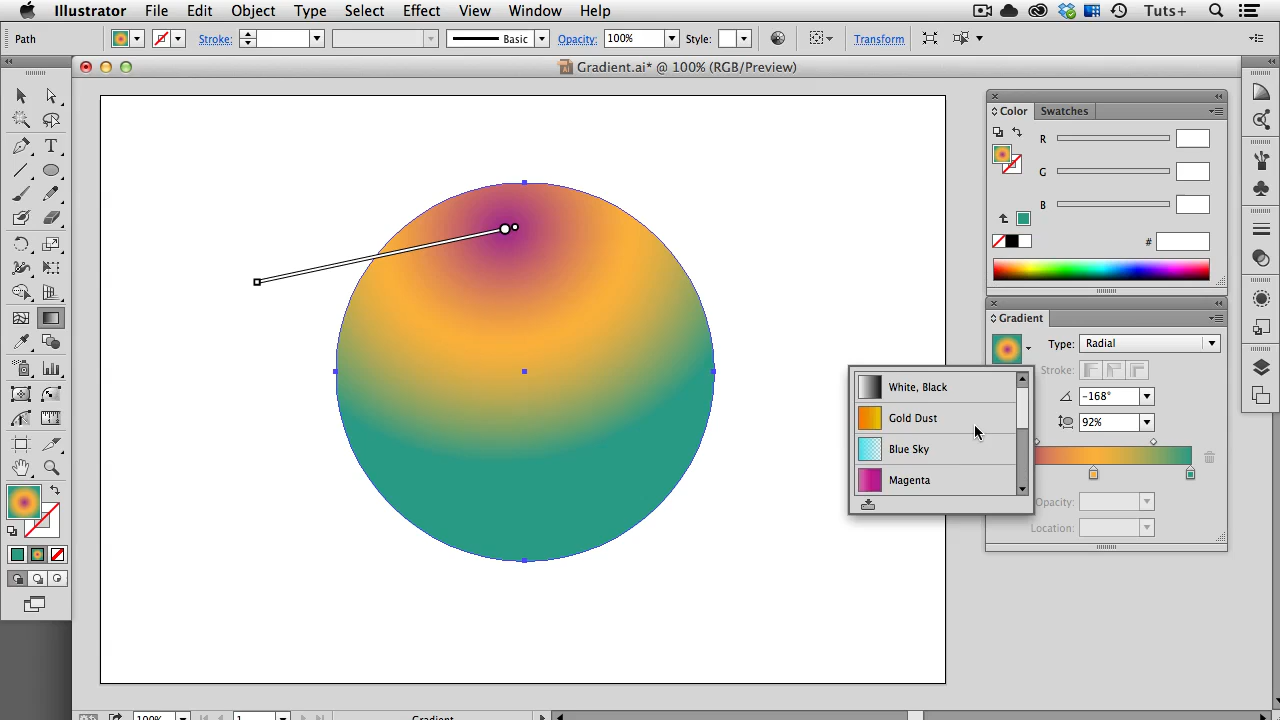 Illustrator File Edit Object Type Select Effect View Window Help Tuts+
Path Stroke: Basic Opacity: 100% Style: Transform
Gradient.ai* @ 100% (RGB/Preview)
Color Swatches
R
G
B
#
Gradient
Type: Radial
Stroke:
-168°
92%
Opacity:
Location:
White, Black
Gold Dust
Blue Sky
Magenta
100% 1 Gradient